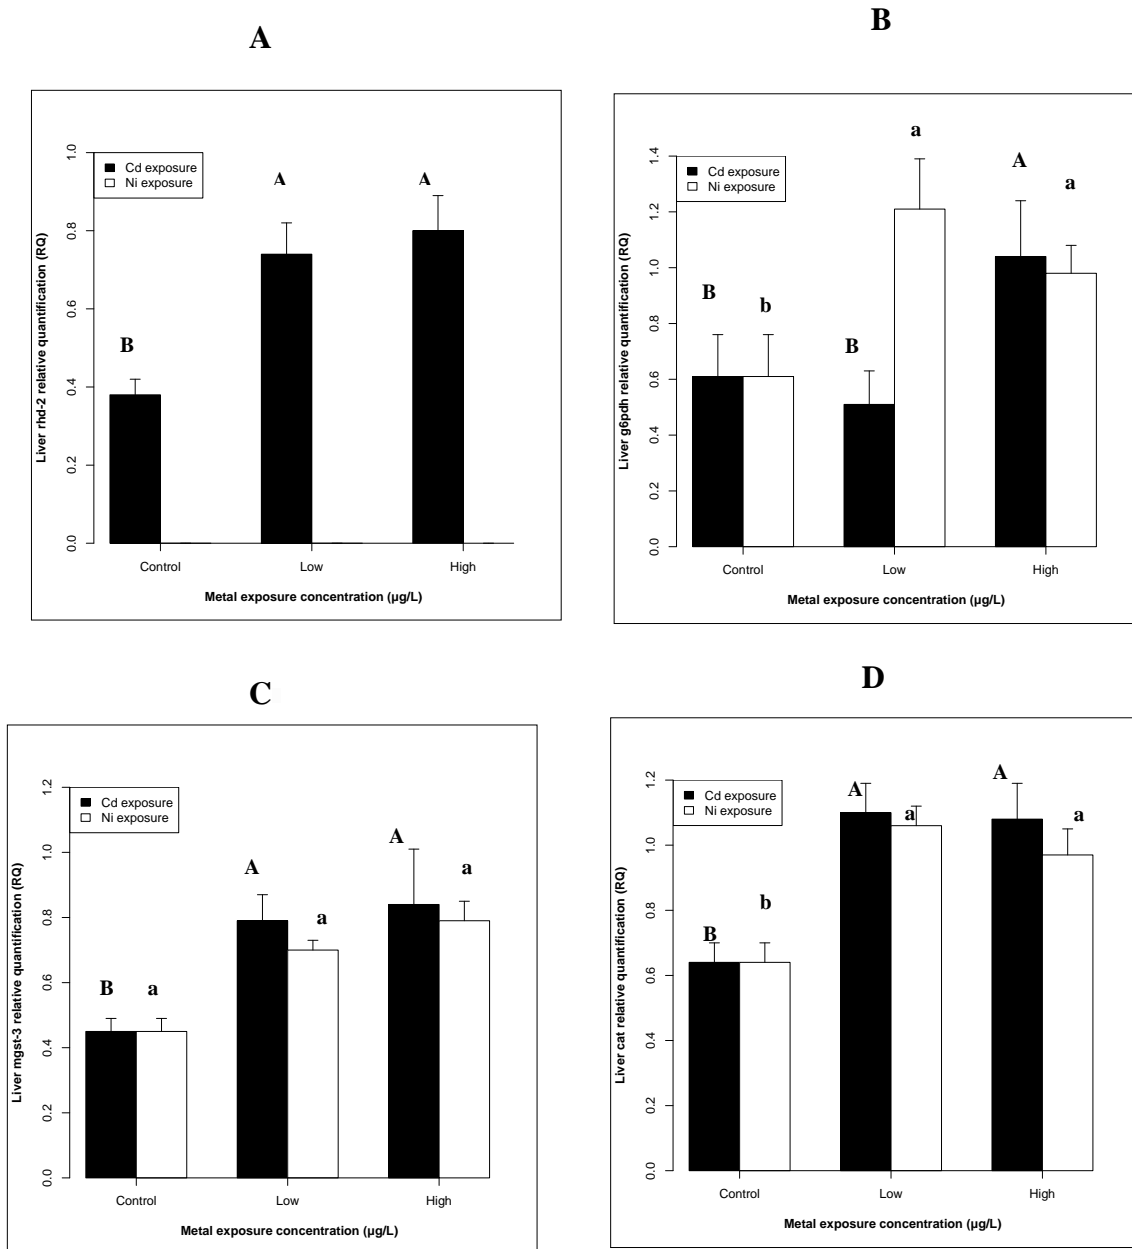 A
Liver rhd-2 relative quantification (RQ)
0.0 0.2 0.4 0.6 0.8 1.0
Cd exposure
Ni exposure
B
A
A
Control Low High
Metal exposure concentration (µg/L)
B
Liver g6pdh relative quantification (RQ)
0.0 0.2 0.4 0.6 0.8 1.0 1.2 1.4
Cd exposure
Ni exposure
B
b
B
a
A
a
Control Low High
Metal exposure concentration (µg/L)
C
Liver mgst-3 relative quantification (RQ)
0.0 0.2 0.4 0.6 0.8 1.0 1.2
Cd exposure
Ni exposure
B
a
A
a
A
a
Control Low High
Metal exposure concentration (µg/L)
D
Liver cat relative quantification (RQ)
0.0 0.2 0.4 0.6 0.8 1.0 1.2
Cd exposure
Ni exposure
B
b
A
a
A
a
Control Low High
Metal exposure concentration (µg/L)